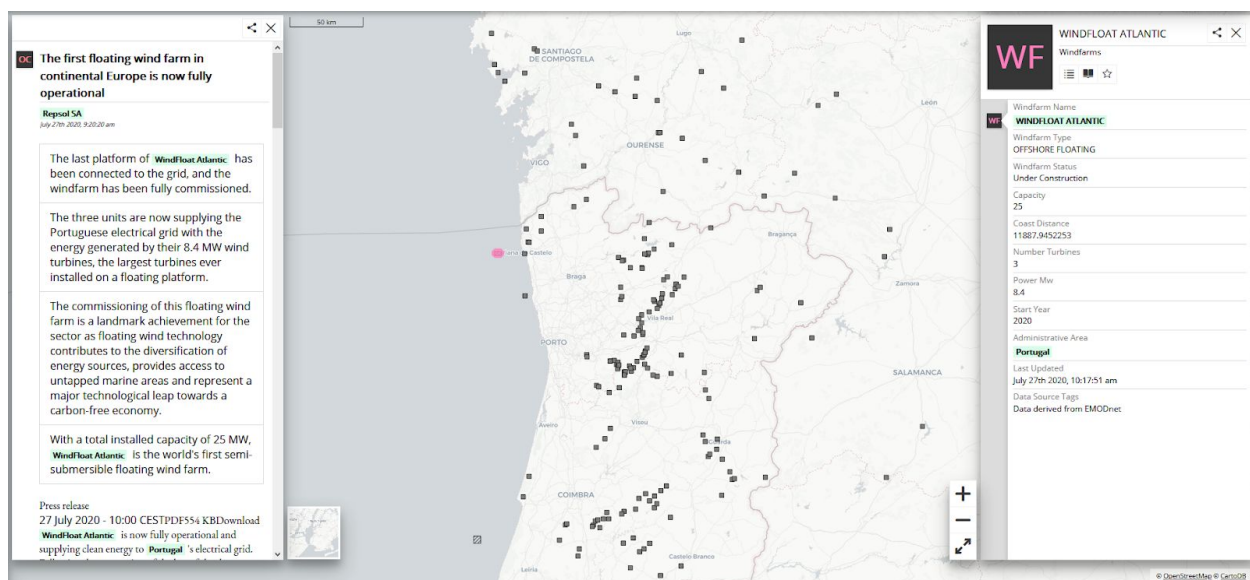 OC
The first floating wind farm in
continental Europe is now fully
operational
Repsol SA
July 27th 2020, 9:20:20 am
The last platform of WindFloat Atlantic has
been connected to the grid, and the
windfarm has been fully commissioned.
The three units are now supplying the
Portuguese electrical grid with the
energy generated by their 8.4 MW wind
turbines, the largest turbines ever
installed on a floating platform.
The commissioning of this floating wind
farm is a landmark achievement for the
sector as floating wind technology
contributes to the diversification of
energy sources, provides access to
untapped marine areas and represent a
major technological leap towards a
carbon-free economy.
With a total installed capacity of 25 MW,
WindFloat Atlantic is the world's first semi-
submersible floating wind farm.
Press release
27 July 2020 - 10:00 CESTPDF554 KBDownload
WindFloat Atlantic is now fully operational and
supplying clean energy to Portugal 's electrical grid.
50 km
Lugo
SANTIAGO
DE COMPOSTELA
León
OURENSE
VIGO
Bragança
Castelo
Braga
Zamora
Vila Real
PORTO
SALAMANCA
Aveiro
Viseu
Guarda
COIMBRA
Castelo Branco
Leiria
WF
WINDFLOAT ATLANTIC
Windfarms
WF
Windfarm Name
WINDFLOAT ATLANTIC
Windfarm Type
OFFSHORE FLOATING
Windfarm Status
Under Construction
Capacity
25
Coast Distance
11887.9452253
Number Turbines
3
Power Mw
8.4
Start Year
2020
Administrative Area
Portugal
Last Updated
July 27th 2020, 10:17:51 am
Data Source Tags
Data derived from EMODnet
© OpenStreetMap © CartoDB